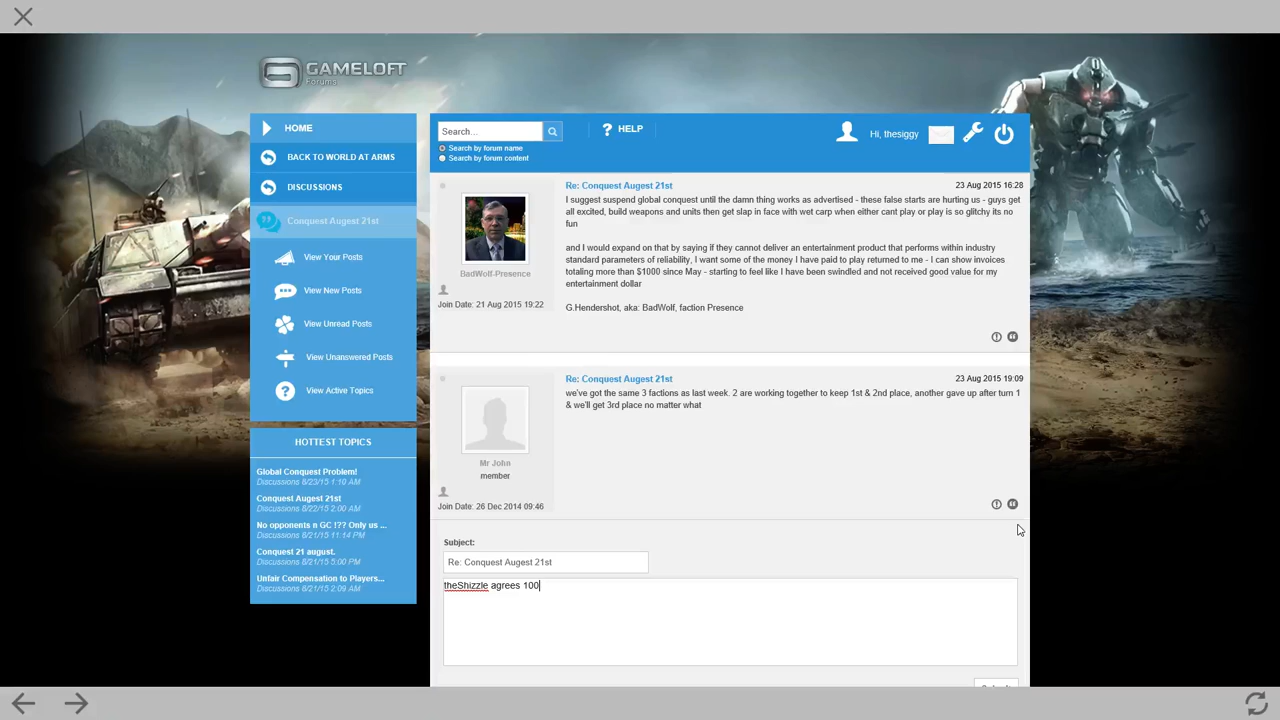 GAMELOFT
Forums
HOME
BACK TO WORLD AT ARMS
DISCUSSIONS
Conquest Augest 21st
View Your Posts
View New Posts
View Unread Posts
View Unanswered Posts
View Active Topics
HOTTEST TOPICS
Global Conquest Problem!
Discussions 8/23/15 1:10 AM
Conquest Augest 21st
Discussions 8/22/15 2:00 AM
No opponents n GC !?? Only us ...
Discussions 8/21/15 11:14 PM
Conquest 21 august.
Discussions 8/21/15 5:00 PM
Unfair Compensation to Players...
Discussions 8/21/15 2:09 AM
Search...
HELP
Hi, thesiggy
Search by forum name
Search by forum content
Re: Conquest Augest 21st
23 Aug 2015 16:28
I suggest suspend global conquest until the damn thing works as advertised - these false starts are hurting us - guys get
all excited, build weapons and units then get slap in face with wet carp when either cant play or play is so glitchy its no
fun
and I would expand on that by saying if they cannot deliver an entertainment product that performs within industry
standard parameters of reliability, I want some of the money I have paid to play returned to me - I can show invoices
totaling more than $1000 since May - starting to feel like I have been swindled and not received good value for my
entertainment dollar
G.Hendershot, aka: BadWolf, faction Presence
BadWolf-Presence
Join Date: 21 Aug 2015 19:22
Re: Conquest Augest 21st
23 Aug 2015 19:09
we've got the same 3 factions as last week. 2 are working together to keep 1st & 2nd place, another gave up after turn 1
& we'll get 3rd place no matter what
Mr John
member
Join Date: 26 Dec 2014 09:46
Subject:
Re: Conquest Augest 21st
theShizzle agrees 100